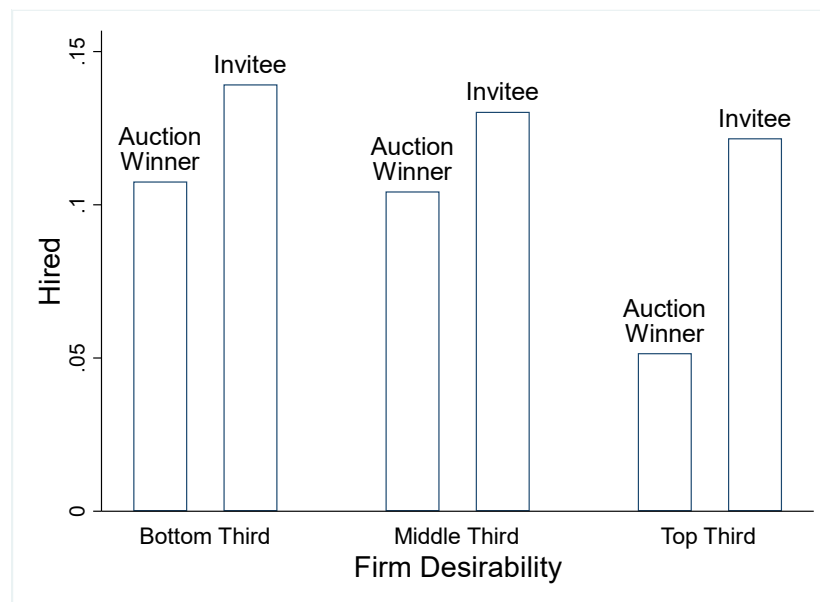 .15
.1
.05
0
Hired
Auction
Winner
Invitee
Auction
Winner
Invitee
Auction
Winner
Invitee
Bottom Third
Middle Third
Top Third
Firm Desirability